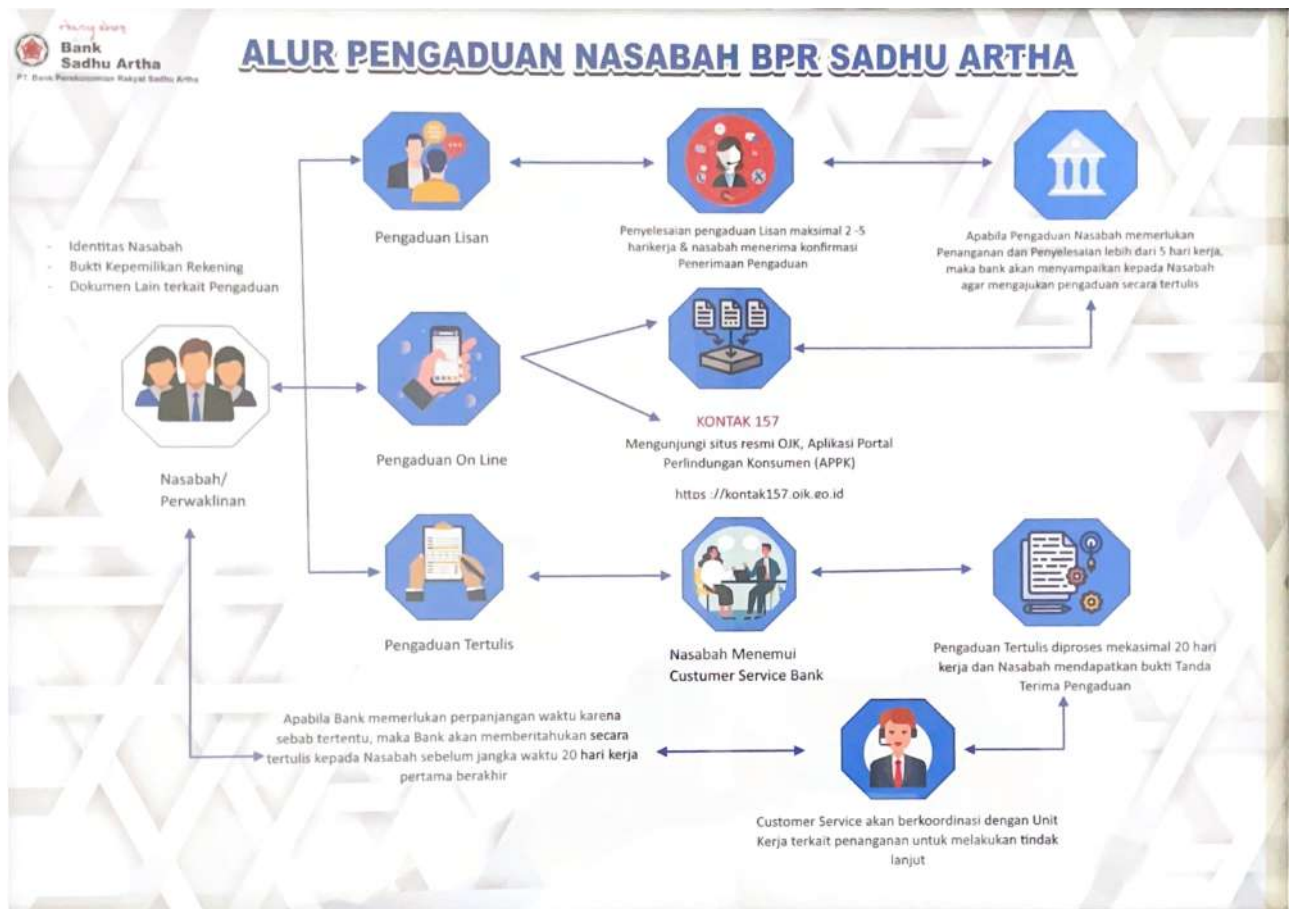 Bank
Sadhu Artha
PT. Bank Perekonomian Rakyat Sadhu Artha
ALUR PENGADUAN NASABAH BPR SADHU ARTHA
- Identitas Nasabah
- Bukti Kepemilikan Rekening
- Dokumen Lain terkait Pengaduan
Nasabah/
Perwaklinan
Pengaduan Lisan
Penyelesaian pengaduan Lisan maksimal 2 -5
harikerja & nasabah menerima konfirmasi
Penerimaan Pengaduan
Apabila Pengaduan Nasabah memerlukan
Penanganan dan Penyelesaian lebih dari 5 hari kerja,
maka bank akan menyampaikan kepada Nasabah
agar mengajukan pengaduan secara tertulis
Pengaduan On Line
KONTAK 157
Mengunjungi situs resmi OJK, Aplikasi Portal
Perlindungan Konsumen (APPK)
https ://kontak157.ojk.go.id
Pengaduan Tertulis
Nasabah Menemui
Custumer Service Bank
Pengaduan Tertulis diproses mekasimal 20 hari
kerja dan Nasabah mendapatkan bukti Tanda
Terima Pengaduan
Apabila Bank memerlukan perpanjangan waktu karena
sebab tertentu, maka Bank akan memberitahukan secara
tertulis kepada Nasabah sebelum jangka waktu 20 hari kerja
pertama berakhir
Customer Service akan berkoordinasi dengan Unit
Kerja terkait penanganan untuk melakukan tindak
lanjut